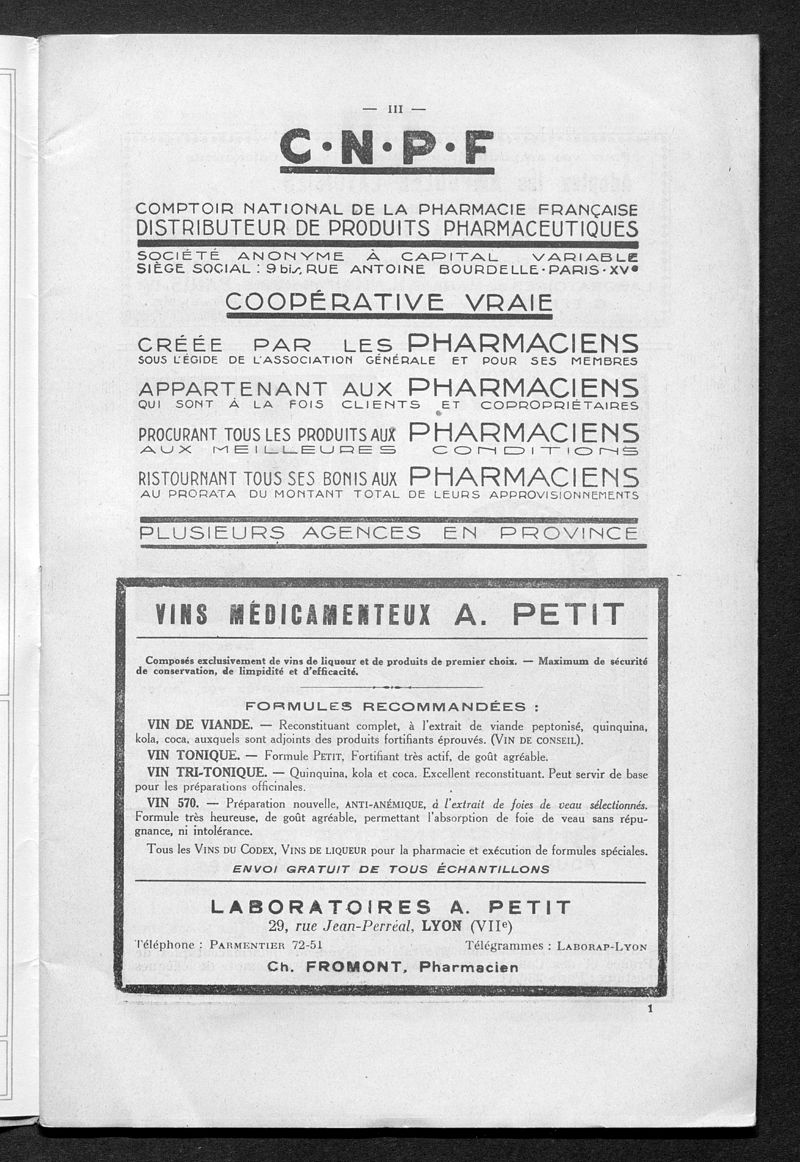 — III —
C·N·P·F
COMPTOIR NATIONAL DE LA PHARMACIE FRANÇAISE
DISTRIBUTEUR DE PRODUITS PHARMACEUTIQUES
SOCIÉTÉ ANONYME À CAPITAL VARIABLE
SIÈGE SOCIAL : 9 bis, RUE ANTOINE BOURDELLE · PARIS · XVe
COOPÉRATIVE VRAIE
CRÉÉE PAR LES PHARMACIENS
SOUS L'ÉGIDE DE L'ASSOCIATION GÉNÉRALE ET POUR SES MEMBRES
APPARTENANT AUX PHARMACIENS
QUI SONT À LA FOIS CLIENTS ET COPROPRIÉTAIRES
PROCURANT TOUS LES PRODUITS AUX PHARMACIENS
AUX MEILLEURES CONDITIONS
RISTOURNANT TOUS SES BONIS AUX PHARMACIENS
AU PRORATA DU MONTANT TOTAL DE LEURS APPROVISIONNEMENTS
PLUSIEURS AGENCES EN PROVINCE
VINS MÉDICAMENTEUX A. PETIT
Composés exclusivement de vins de liqueur et de produits de premier choix. — Maximum de sécurité
de conservation, de limpidité et d'efficacité.
FORMULES RECOMMANDÉES :
VIN DE VIANDE. — Reconstituant complet, à l'extrait de viande peptonisé, quinquina,
kola, coca, auxquels sont adjoints des produits fortifiants éprouvés. (VIN DE CONSEIL).
VIN TONIQUE. — Formule PETIT, Fortifiant très actif, de goût agréable.
VIN TRI-TONIQUE. — Quinquina, kola et coca. Excellent reconstituant. Peut servir de base
pour les préparations officinales.
VIN 570. — Préparation nouvelle, ANTI-ANÉMIQUE, à l'extrait de foies de veau sélectionnés.
Formule très heureuse, de goût agréable, permettant l'absorption de foie de veau sans répu-
gnance, ni intolérance.
Tous les VINS DU CODEX, VINS DE LIQUEUR pour la pharmacie et exécution de formules spéciales.
ENVOI GRATUIT DE TOUS ÉCHANTILLONS
LABORATOIRES A. PETIT
29, rue Jean-Perréal, LYON (VIIe)
Téléphone : PARMENTIER 72-51 Télégrammes : LABORAP-LYON
Ch. FROMONT, Pharmacien
1